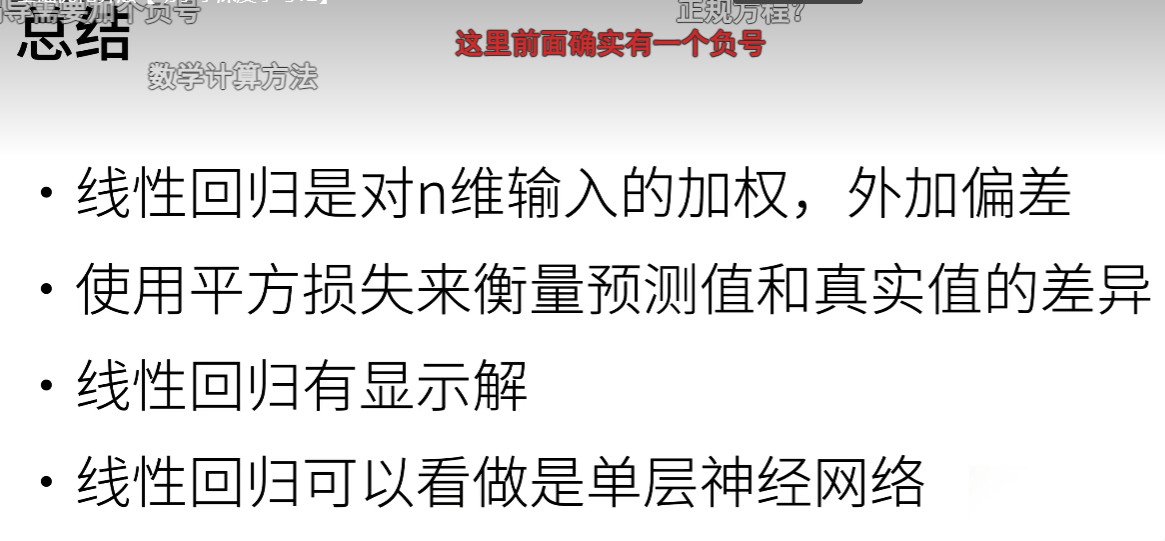 导需要加个负号
正规方程?
总结
这里前面确实有一个负号
数学计算方法
• 线性回归是对n维输入的加权，外加偏差
• 使用平方损失来衡量预测值和真实值的差异
• 线性回归有显示解
• 线性回归可以看做是单层神经网络